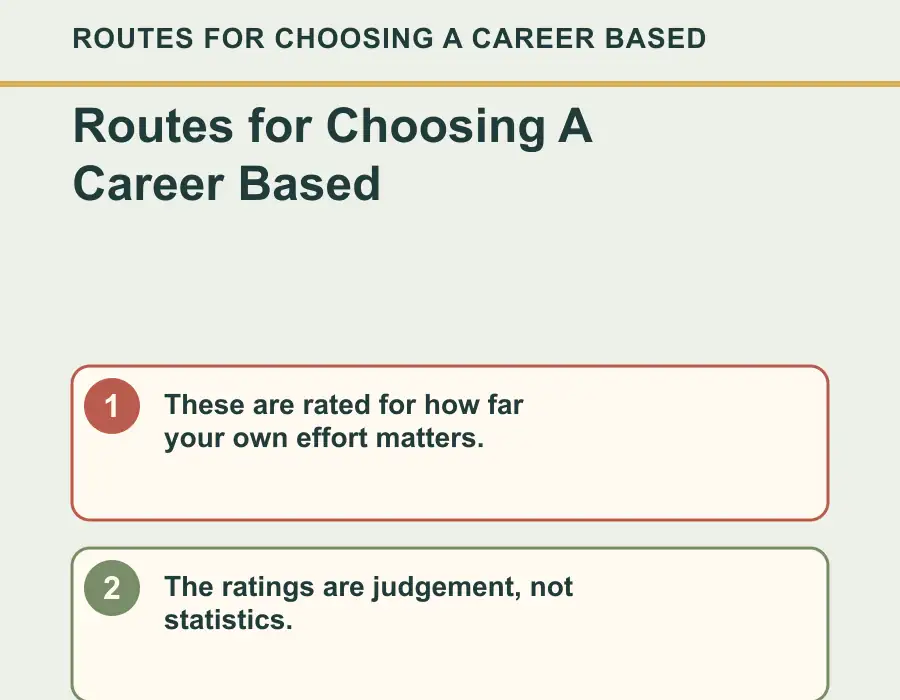 ROUTES FOR CHOOSING A CAREER BASED
Routes for Choosing A
Career Based
1
These are rated for how far
your own effort matters.
2
The ratings are judgement, not
statistics.